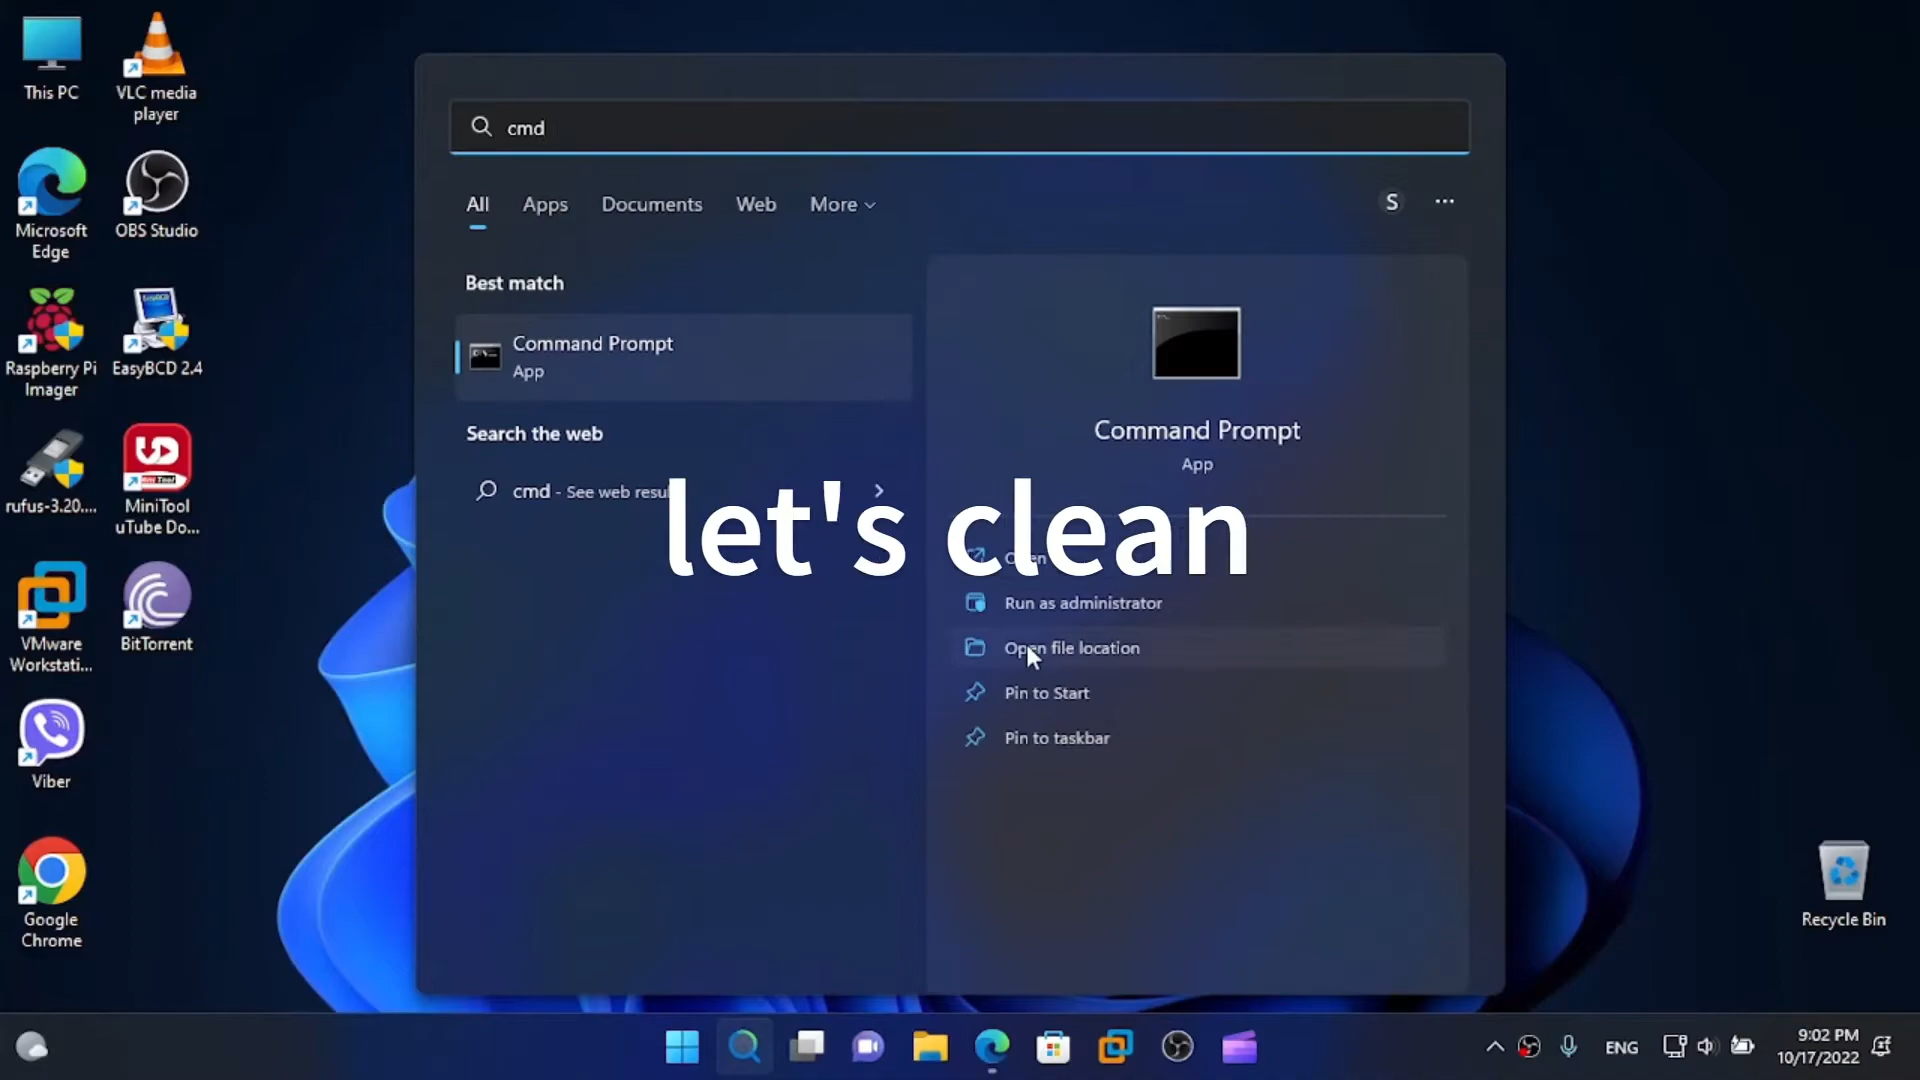 This PC
VLC media
player
Microsoft
Edge
OBS Studio
Raspberry Pi
Imager
EasyBCD 2.4
rufus-3.20....
MiniTool
uTube Do...
VMware
Workstati...
BitTorrent
Viber
Google
Chrome
cmd
All
Apps
Documents
Web
More
S
Best match
Command Prompt
App
Search the web
cmd - See web resu
Command Prompt
App
let's clean
Open
Run as administrator
Open file location
Pin to Start
Pin to taskbar
Recycle Bin
ENG
9:02 PM
10/17/2022